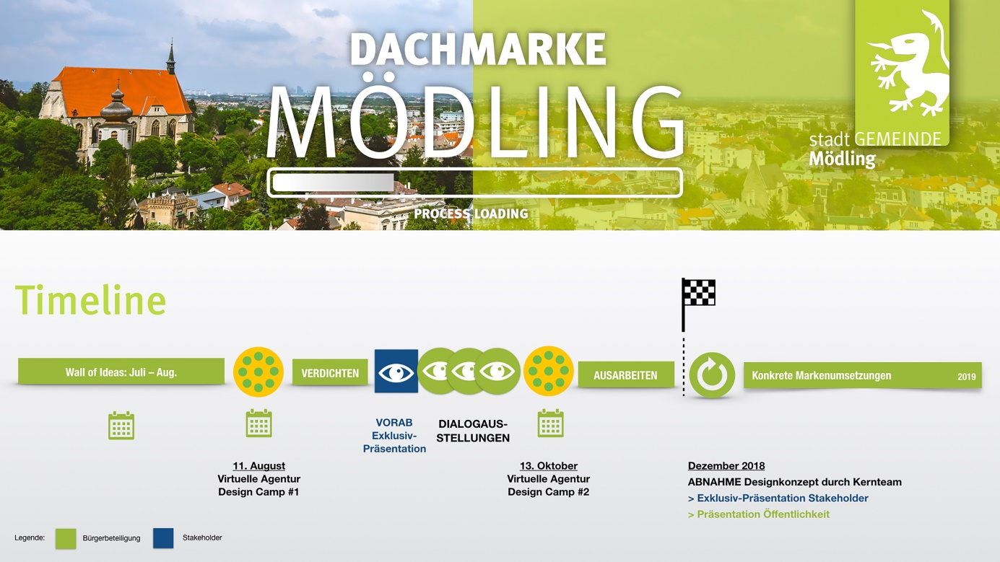 DACHMARKE
MÖDLING
PROCESS LOADING
stadt GEMEINDE
Mödling
Timeline
Wall of Ideas: Juli – Aug.
VERDICHTEN
AUSARBEITEN
Konkrete Markenumsetzungen 2019
VORAB
Exklusiv-
Präsentation
DIALOGAUS-
STELLUNGEN
11. August
Virtuelle Agentur
Design Camp #1
13. Oktober
Virtuelle Agentur
Design Camp #2
Dezember 2018
ABNAHME Designkonzept durch Kernteam
> Exklusiv-Präsentation Stakeholder
> Präsentation Öffentlichkeit
Legende: Bürgerbeteiligung Stakeholder